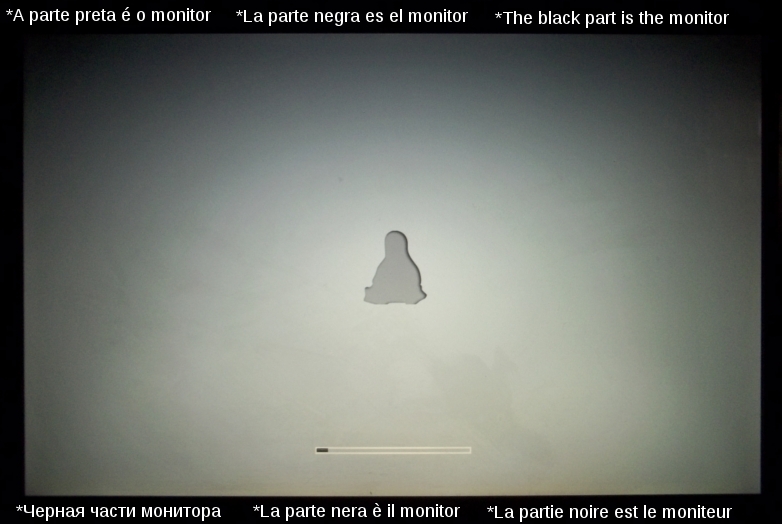 *A parte preta é o monitor *La parte negra es el monitor *The black part is the monitor
*Черная части монитора *La parte nera è il monitor *La partie noire est le moniteur